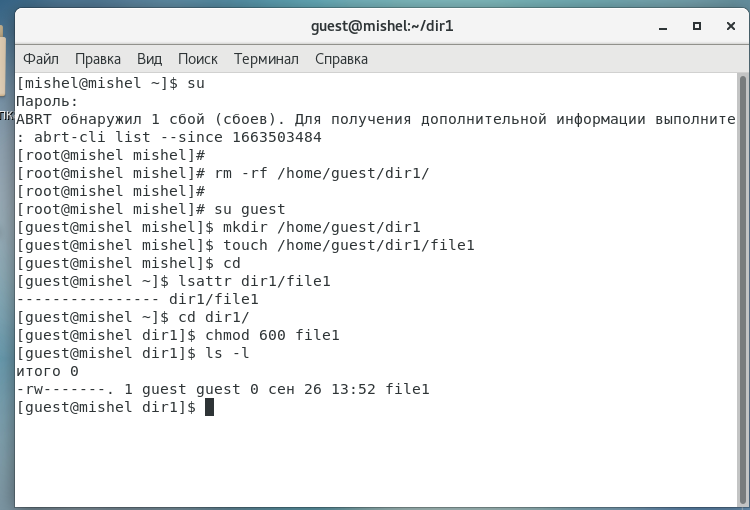 guest@mishel:~/dir1
Файл Правка Вид Поиск Терминал Справка
[mishel@mishel ~]$ su
Пароль:
ABRT обнаружил 1 сбой (сбоев). Для получения дополнительной информации выполните
: abrt-cli list --since 1663503484
[root@mishel mishel]#
[root@mishel mishel]# rm -rf /home/guest/dir1/
[root@mishel mishel]#
[root@mishel mishel]# su guest
[guest@mishel mishel]$ mkdir /home/guest/dir1
[guest@mishel mishel]$ touch /home/guest/dir1/file1
[guest@mishel mishel]$ cd
[guest@mishel ~]$ lsattr dir1/file1
---------------- dir1/file1
[guest@mishel ~]$ cd dir1/
[guest@mishel dir1]$ chmod 600 file1
[guest@mishel dir1]$ ls -l
итого 0
-rw-------. 1 guest guest 0 сен 26 13:52 file1
[guest@mishel dir1]$